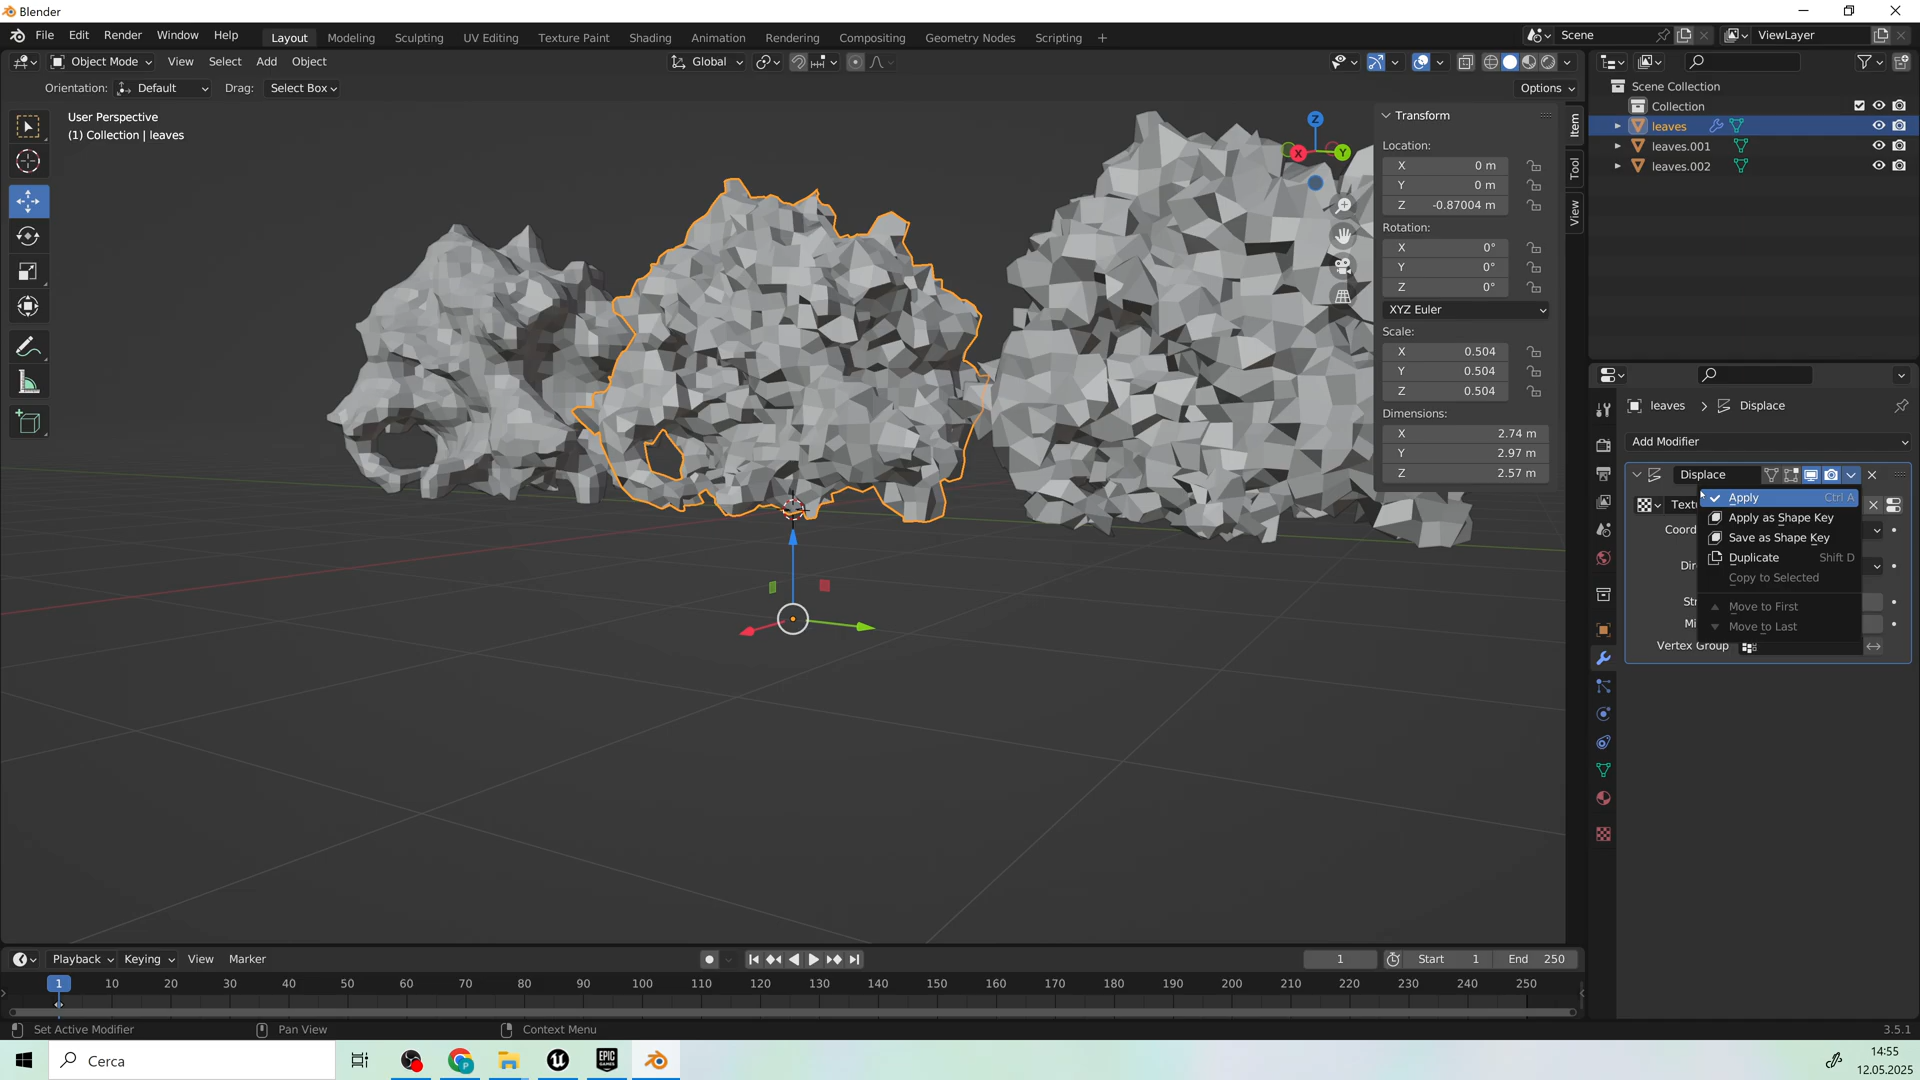 Blender
File Edit Render Window Help Layout Modeling Sculpting UV Editing Texture Paint Shading Animation Rendering Compositing Geometry Nodes Scripting + Scene ViewLayer
Object Mode View Select Add Object Global
Orientation: Default Drag: Select Box Options
User Perspective
(1) Collection | leaves
Z
X
Y
Transform
Location:
X 0 m
Y 0 m
Z -0.87004 m
Rotation:
X 0°
Y 0°
Z 0°
XYZ Euler
Scale:
X 0.504
Y 0.504
Z 0.504
Dimensions:
X 2.74 m
Y 2.97 m
Z 2.57 m
Item
Tool
View
Scene Collection
Collection
leaves
leaves.001
leaves.002
leaves > Displace
Add Modifier
Displace
Apply Ctrl A
Apply as Shape Key
Save as Shape Key
Duplicate Shift D
Copy to Selected
Move to First
Move to Last
Vertex Group
Playback Keying View Marker 1 Start 1 End 250
1 10 20 30 40 50 60 70 80 90 100 110 120 130 140 150 160 170 180 190 200 210 220 230 240 250
Set Active Modifier Pan View Context Menu 3.5.1
Cerca
EPIC GAMES
14:55
12.05.2025